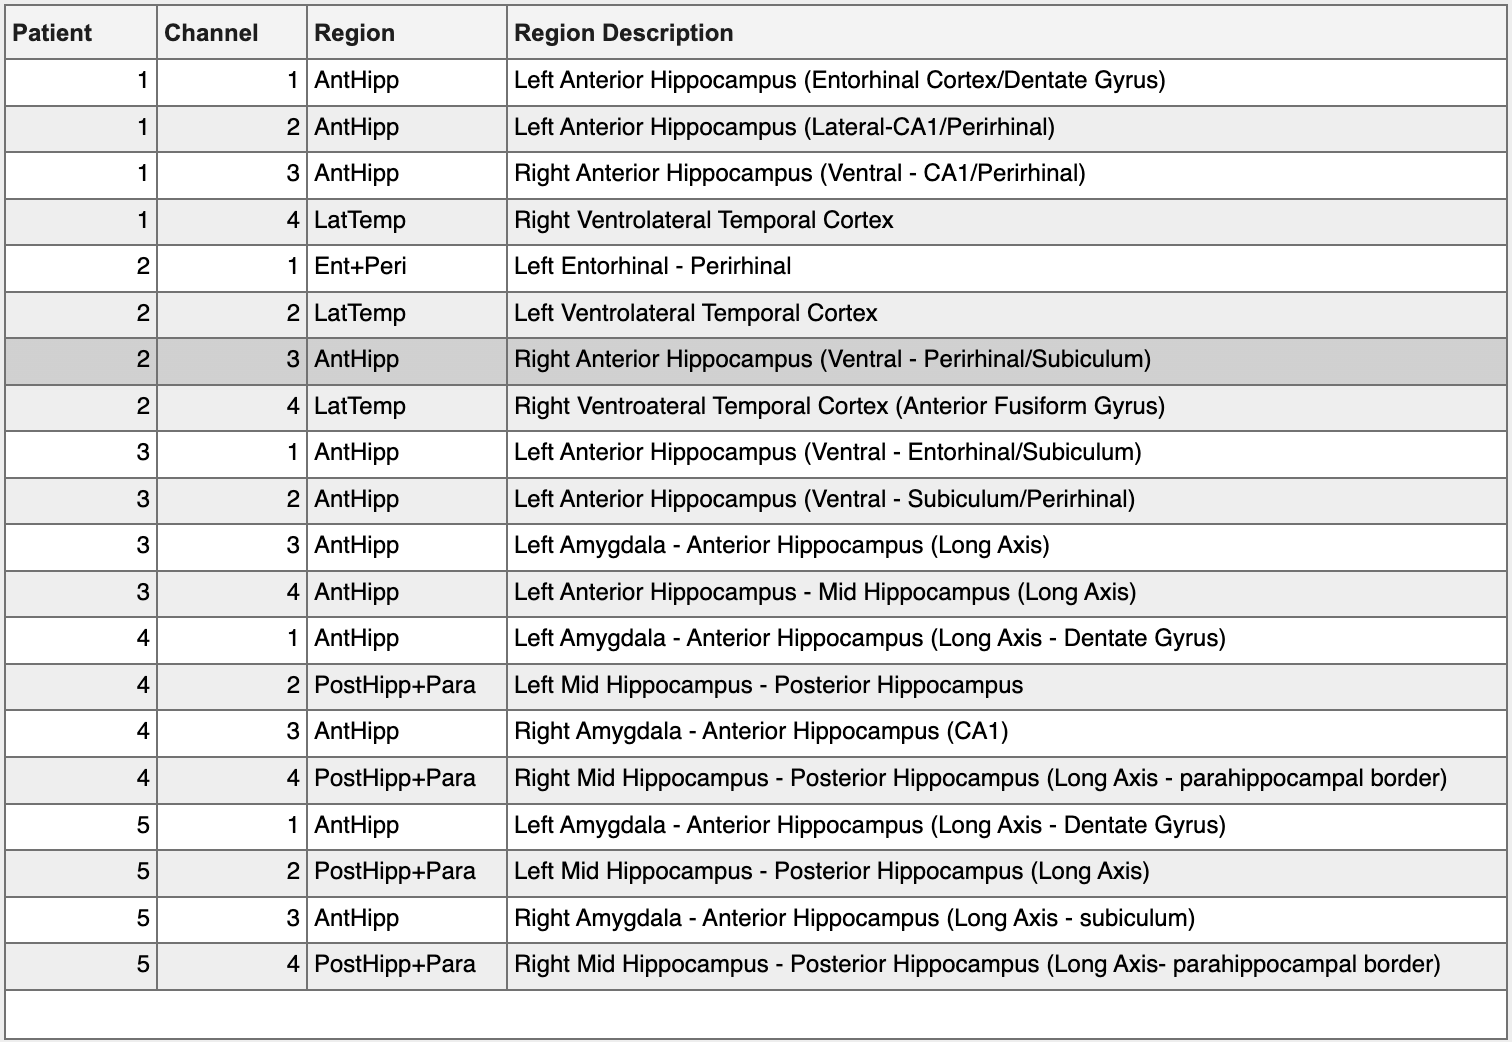 Patient Channel Region Region Description
1 1 AntHipp Left Anterior Hippocampus (Entorhinal Cortex/Dentate Gyrus)
1 2 AntHipp Left Anterior Hippocampus (Lateral-CA1/Perirhinal)
1 3 AntHipp Right Anterior Hippocampus (Ventral - CA1/Perirhinal)
1 4 LatTemp Right Ventrolateral Temporal Cortex
2 1 Ent+Peri Left Entorhinal - Perirhinal
2 2 LatTemp Left Ventrolateral Temporal Cortex
2 3 AntHipp Right Anterior Hippocampus (Ventral - Perirhinal/Subiculum)
2 4 LatTemp Right Ventroateral Temporal Cortex (Anterior Fusiform Gyrus)
3 1 AntHipp Left Anterior Hippocampus (Ventral - Entorhinal/Subiculum)
3 2 AntHipp Left Anterior Hippocampus (Ventral - Subiculum/Perirhinal)
3 3 AntHipp Left Amygdala - Anterior Hippocampus (Long Axis)
3 4 AntHipp Left Anterior Hippocampus - Mid Hippocampus (Long Axis)
4 1 AntHipp Left Amygdala - Anterior Hippocampus (Long Axis - Dentate Gyrus)
4 2 PostHipp+Para Left Mid Hippocampus - Posterior Hippocampus
4 3 AntHipp Right Amygdala - Anterior Hippocampus (CA1)
4 4 PostHipp+Para Right Mid Hippocampus - Posterior Hippocampus (Long Axis - parahippocampal border)
5 1 AntHipp Left Amygdala - Anterior Hippocampus (Long Axis - Dentate Gyrus)
5 2 PostHipp+Para Left Mid Hippocampus - Posterior Hippocampus (Long Axis)
5 3 AntHipp Right Amygdala - Anterior Hippocampus (Long Axis - subiculum)
5 4 PostHipp+Para Right Mid Hippocampus - Posterior Hippocampus (Long Axis- parahippocampal border)